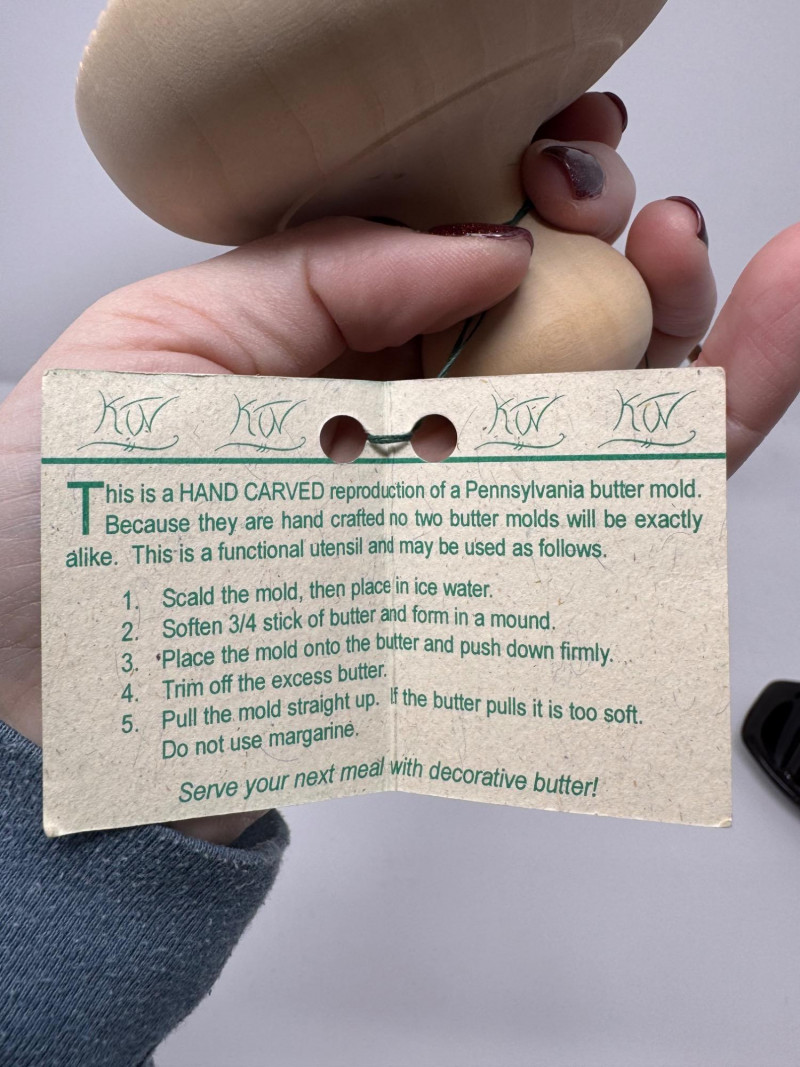 KW KW KW KW
This is a HAND CARVED reproduction of a Pennsylvania butter mold.
Because they are hand crafted no two butter molds will be exactly
alike. This is a functional utensil and may be used as follows.
1. Scald the mold, then place in ice water.
2. Soften 3/4 stick of butter and form in a mound.
3. Place the mold onto the butter and push down firmly.
4. Trim off the excess butter.
5. Pull the mold straight up. If the butter pulls it is too soft.
Do not use margarine.
Serve your next meal with decorative butter!